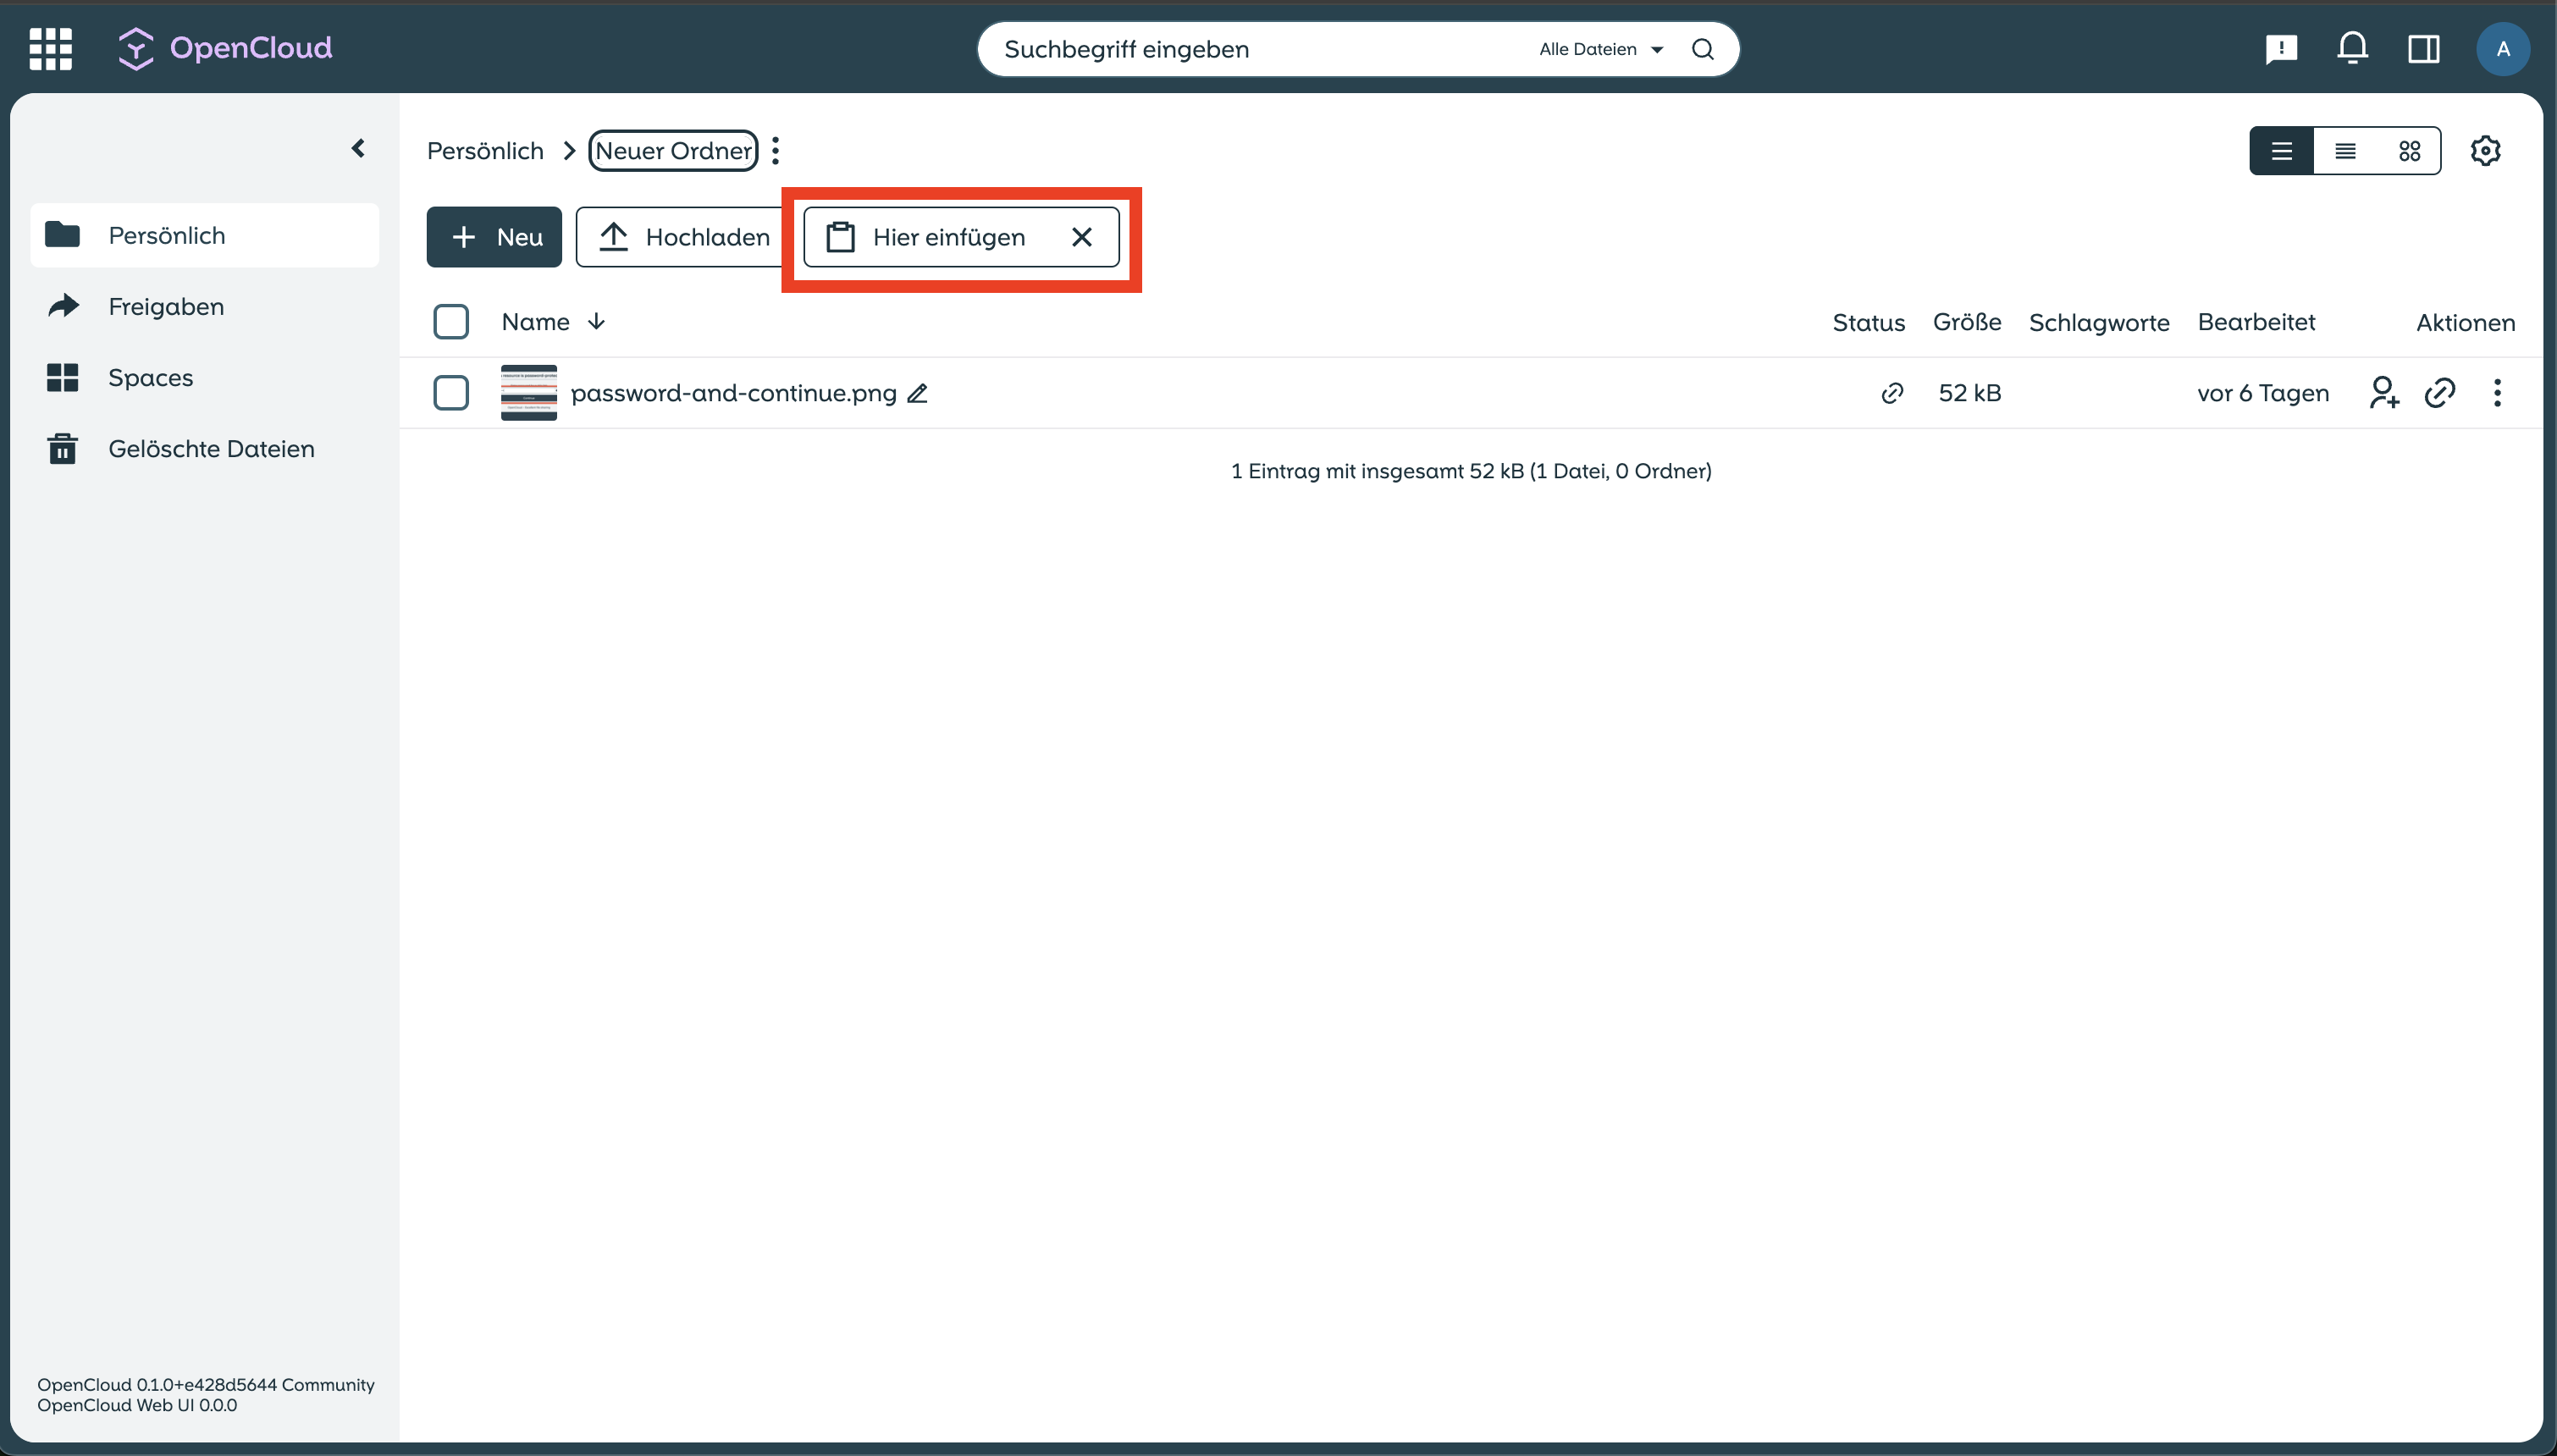 OpenCloud
Suchbegriff eingeben
Alle Dateien
A
Persönlich
Neuer Ordner
Neu
Hochladen
Hier einfügen
Persönlich
Freigaben
Spaces
Gelöschte Dateien
Name
Status
Größe
Schlagworte
Bearbeitet
Aktionen
password-and-continue.png
52 kB
vor 6 Tagen
1 Eintrag mit insgesamt 52 kB (1 Datei, 0 Ordner)
OpenCloud 0.1.0+e428d5644 Community
OpenCloud Web UI 0.0.0